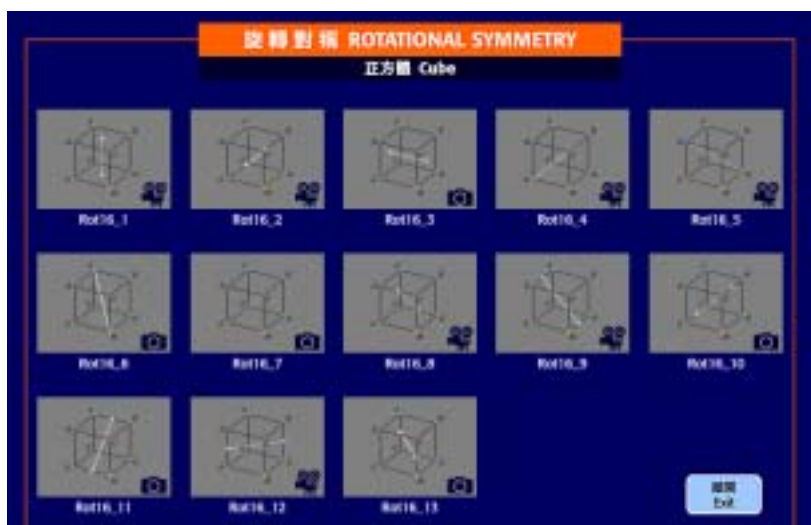 旋轉對稱 ROTATIONAL SYMMETRY
正方體 Cube
Rot16_1 Rot16_2 Rot16_3 Rot16_4 Rot16_5
Rot16_6 Rot16_7 Rot16_8 Rot16_9 Rot16_10
Rot16_11 Rot16_12 Rot16_13
離開
Exit